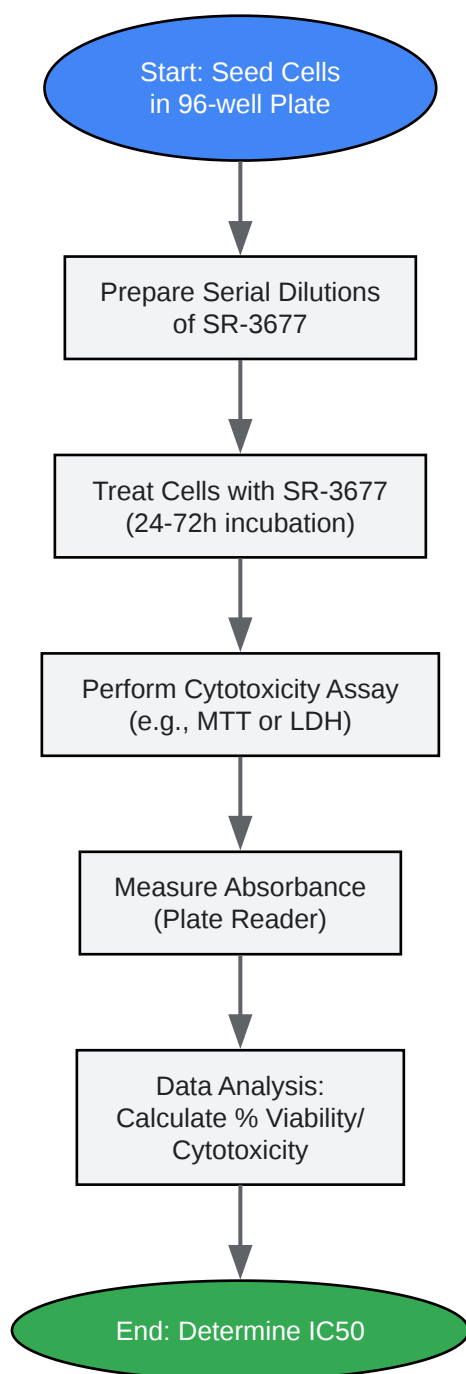 Start: Seed Cells
in 96-well Plate
Prepare Serial Dilutions
of SR-3677
Treat Cells with SR-3677
(24-72h incubation)
Perform Cytotoxicity Assay
(e.g., MTT or LDH)
Measure Absorbance
(Plate Reader)
Data Analysis:
Calculate % Viability/
Cytotoxicity
End: Determine IC50